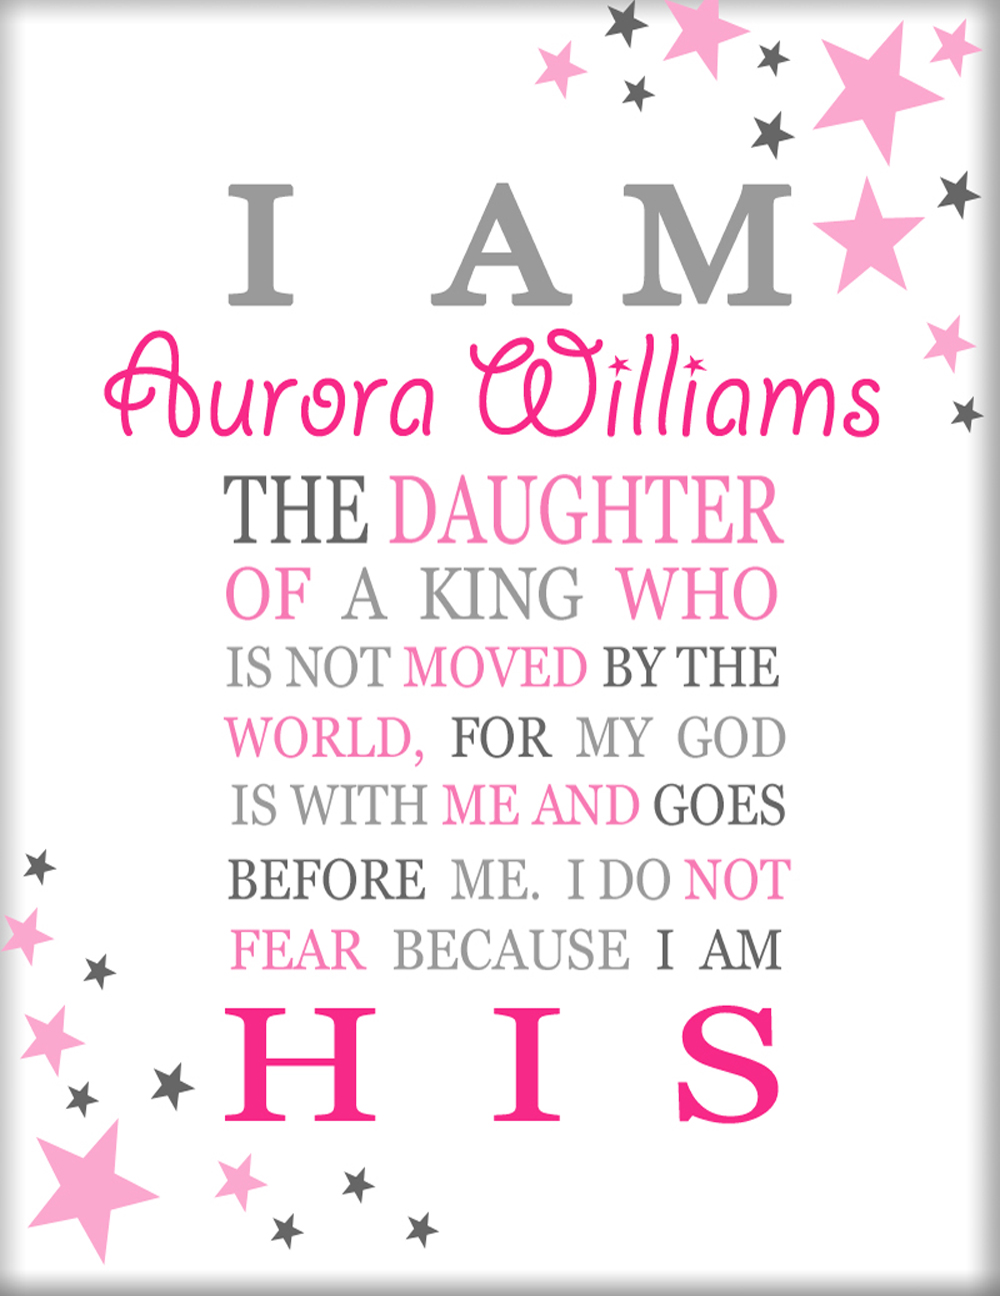 I AM
Aurora Williams
THE DAUGHTER
OF A KING WHO
IS NOT MOVED BY THE
WORLD, FOR MY GOD
IS WITH ME AND GOES
BEFORE ME. I DO NOT
FEAR BECAUSE I AM
HIS